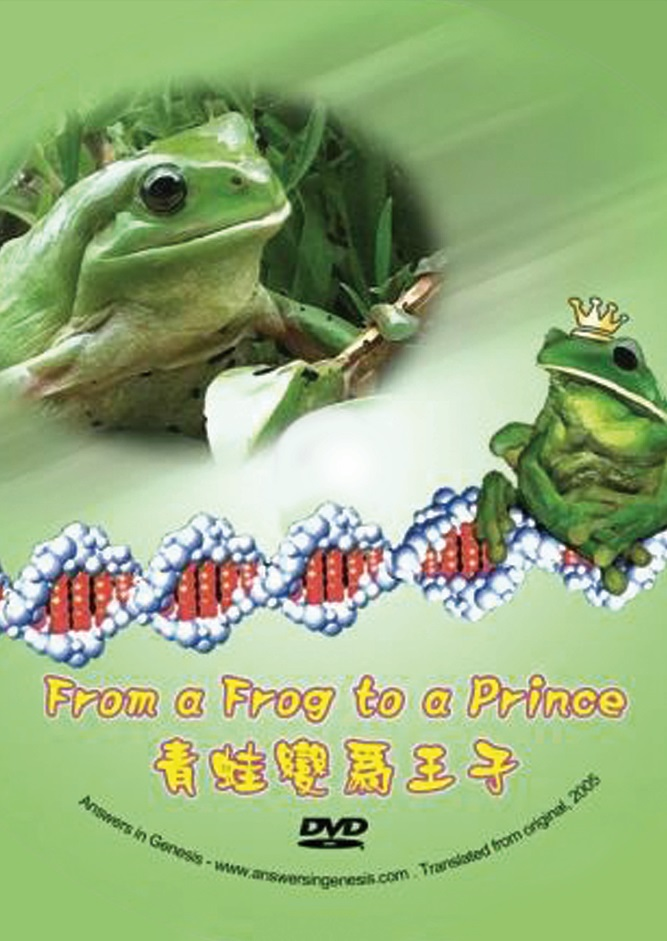 From a Frog to a Prince
青蛙變爲王子
DVD
Answers in Genesis - www.answersingenesis.com . Translated from original, 2005